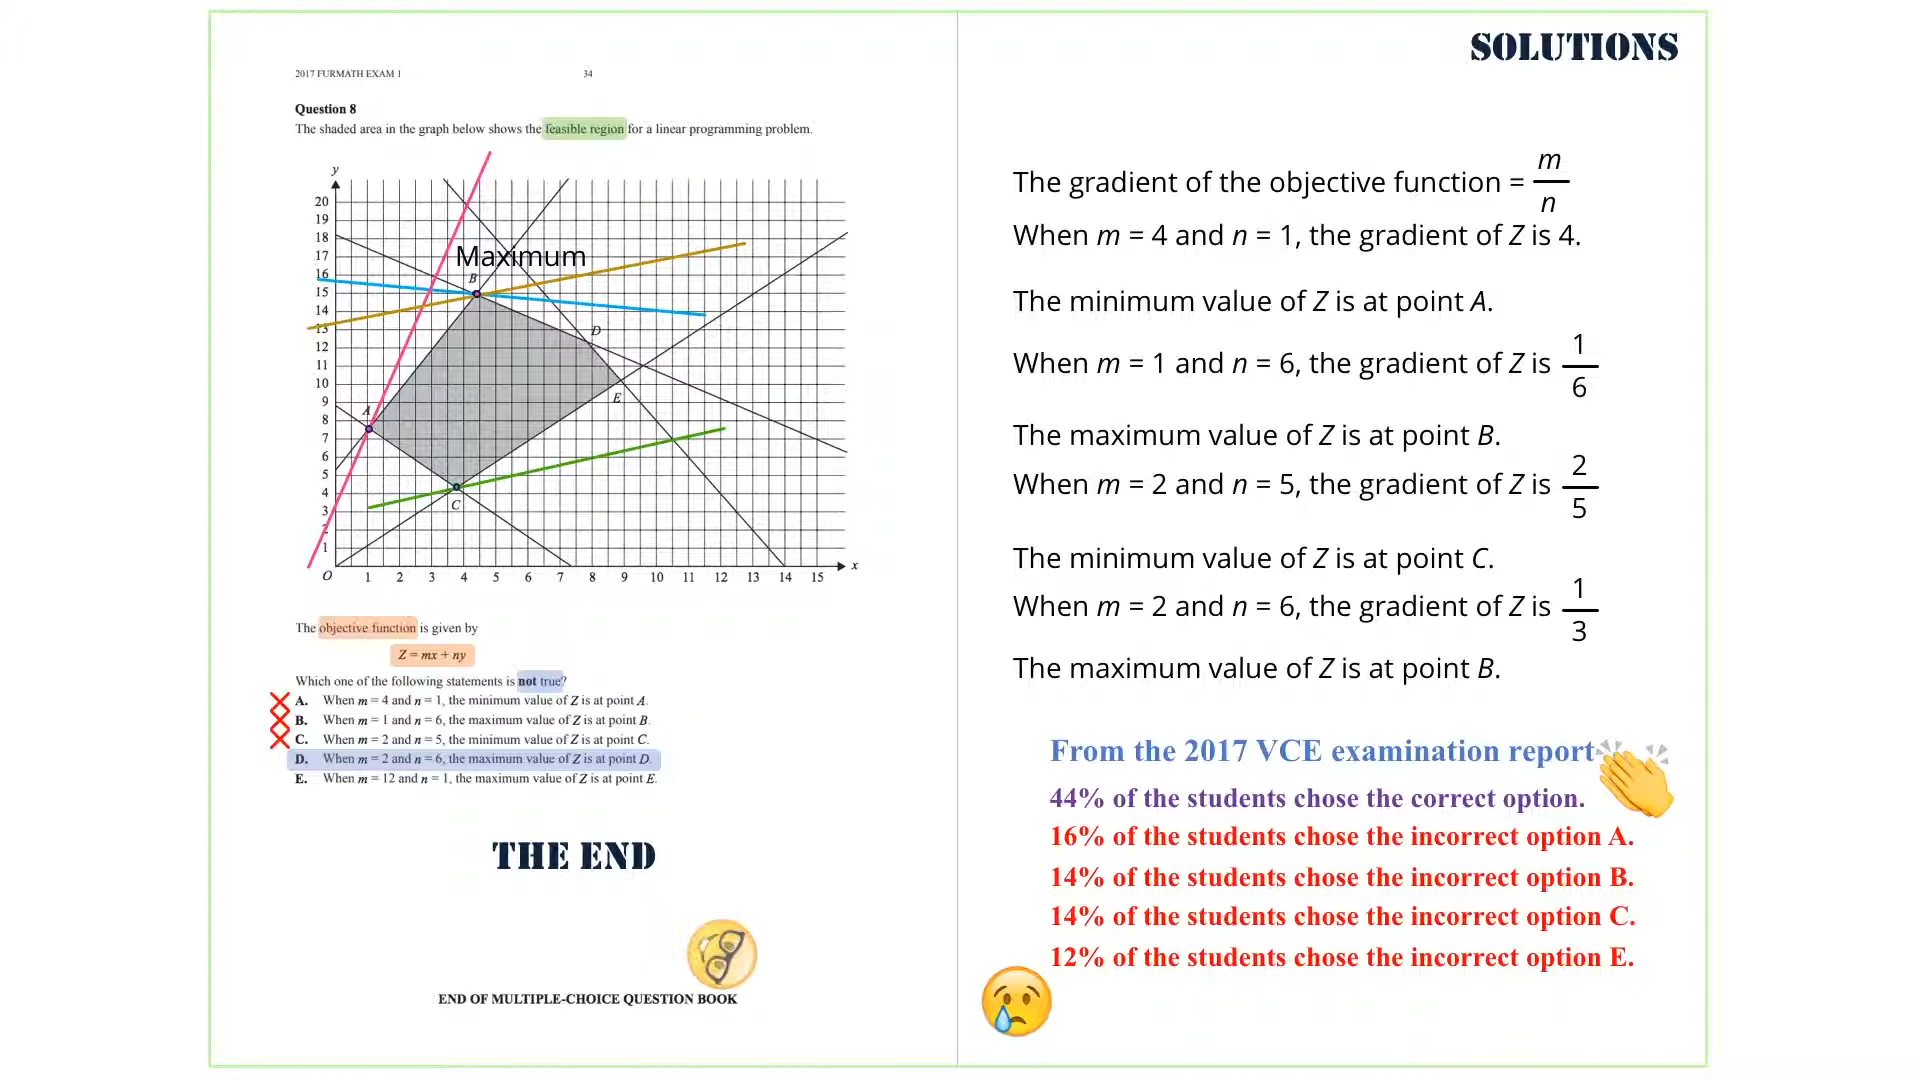 SOLUTIONS
2017 FURMATH EXAM 1
34
Question 8
The shaded area in the graph below shows the feasible region for a linear programming problem.
y
20
19
18
17
16
15
14
13
12
11
10
9
8
7
6
5
4
3
2
1
O
1 2 3 4 5 6 7 8 9 10 11 12 13 14 15 x
Maximum
B
D
A
E
C
The objective function is given by
Z = mx + ny
Which one of the following statements is not true?
A. When m = 4 and n = 1, the minimum value of Z is at point A.
B. When m = 1 and n = 6, the maximum value of Z is at point B.
C. When m = 2 and n = 5, the minimum value of Z is at point C.
D. When m = 2 and n = 6, the maximum value of Z is at point D.
E. When m = 12 and n = 1, the maximum value of Z is at point E.
THE END
END OF MULTIPLE-CHOICE QUESTION BOOK
The gradient of the objective function = m/n
When m = 4 and n = 1, the gradient of Z is 4.
The minimum value of Z is at point A.
When m = 1 and n = 6, the gradient of Z is 1/6
The maximum value of Z is at point B.
When m = 2 and n = 5, the gradient of Z is 2/5
The minimum value of Z is at point C.
When m = 2 and n = 6, the gradient of Z is 1/3
The maximum value of Z is at point B.
From the 2017 VCE examination report
44% of the students chose the correct option.
16% of the students chose the incorrect option A.
14% of the students chose the incorrect option B.
14% of the students chose the incorrect option C.
12% of the students chose the incorrect option E.